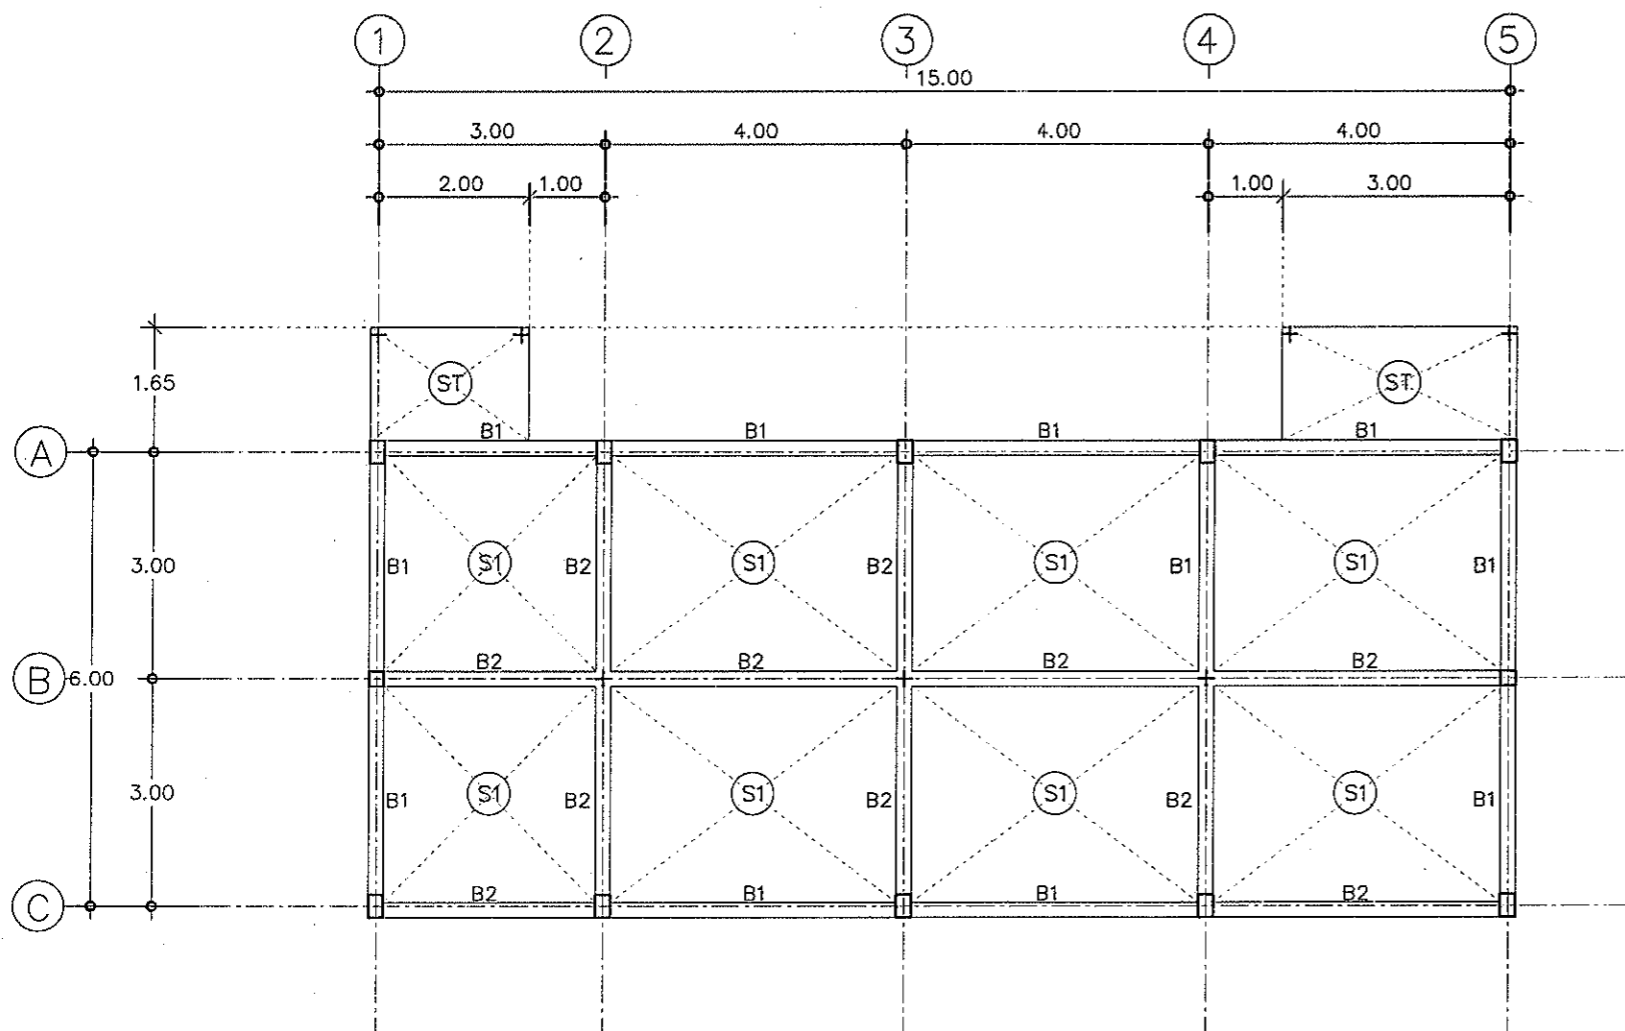 1 2 3 4 5
15.00
3.00 4.00 4.00 4.00
2.00 1.00 1.00 3.00
1.65 ST ST
B1 B1 B1 B1
A
3.00 B1 S1 B2 S1 B2 S1 B1 S1 B1
B2 B2 B2 B2
B 6.00
3.00 B1 S1 B2 S1 B2 S1 B2 S1 B1
B2 B1 B1 B2
C